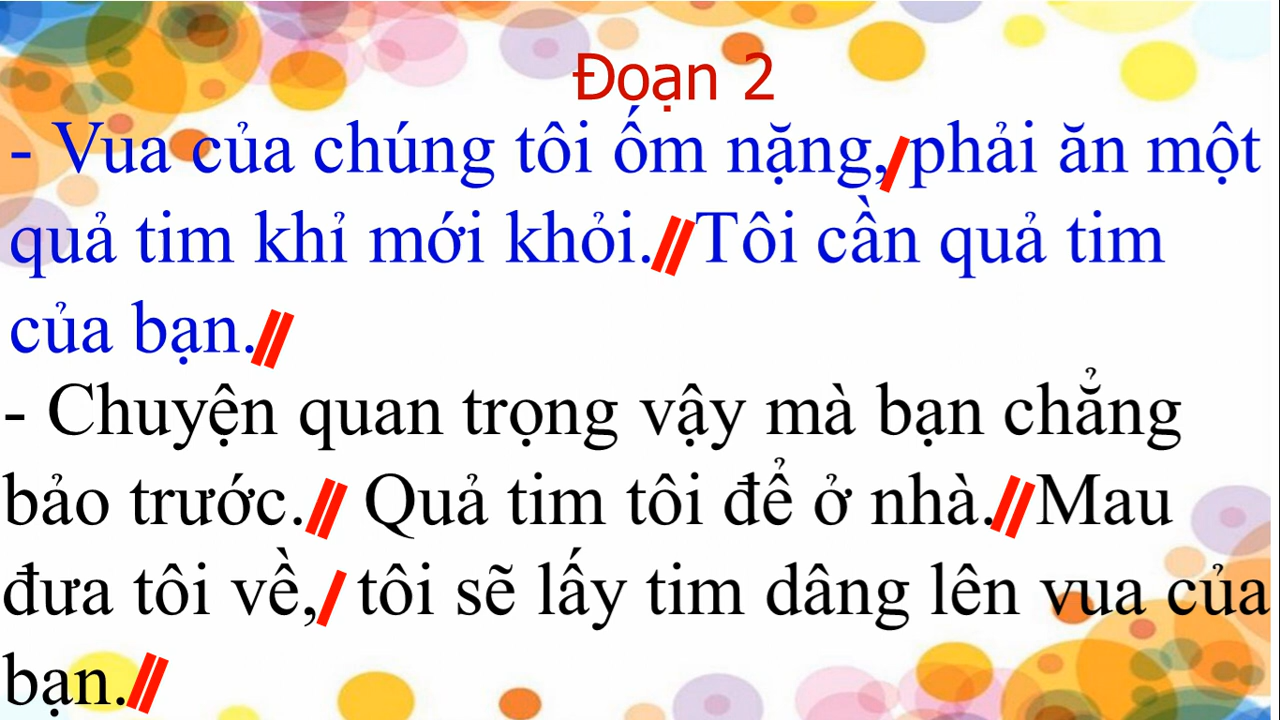 Đoạn 2
- Vua của chúng tôi ốm nặng,/ phải ăn một
quả tim khỉ mới khỏi.// Tôi cần quả tim
của bạn.//
- Chuyện quan trọng vậy mà bạn chẳng
bảo trước.// Quả tim tôi để ở nhà.// Mau
đưa tôi về,/ tôi sẽ lấy tim dâng lên vua của
bạn.//